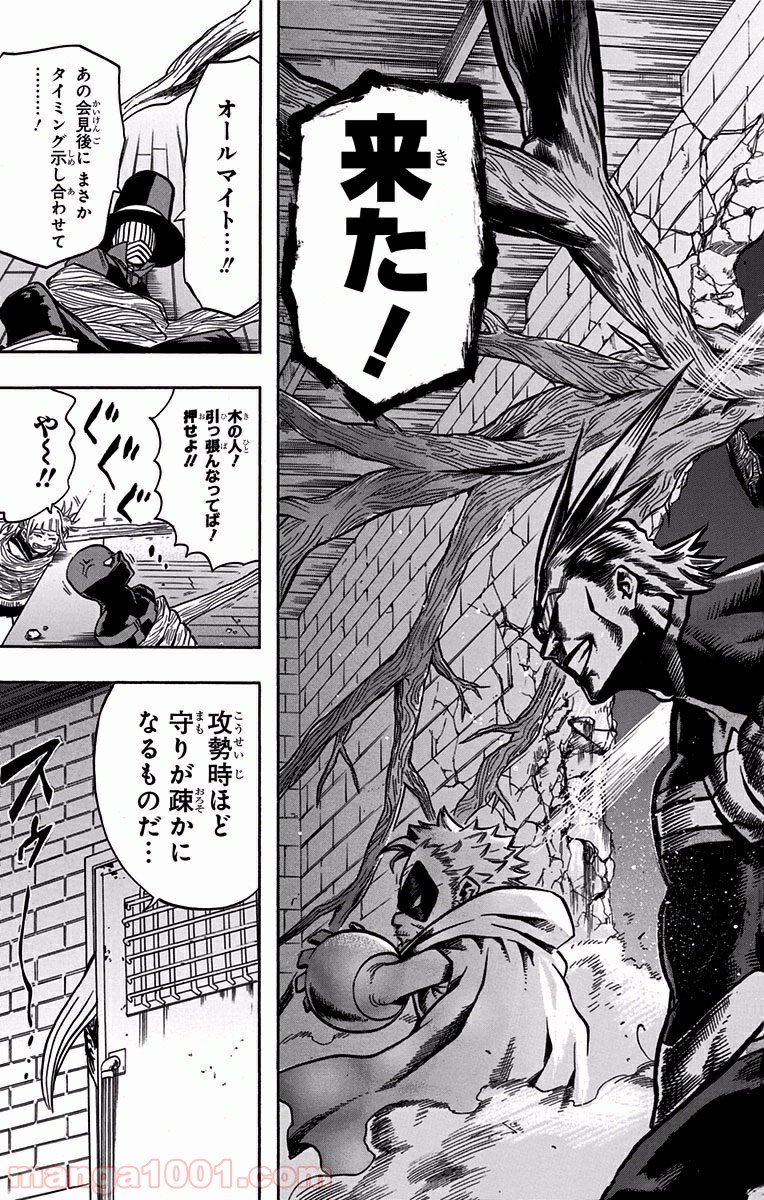 来た！
オールマイト…!!
あの会見後に まさか
タイミング示し合わせて
………！
木の人！
引っ張んなってば！
押せよ!!
ぐぐぐ
や〜!!
攻勢時ほど
守りが疎かに
なるものだ…
スゥ…
manga1001.com